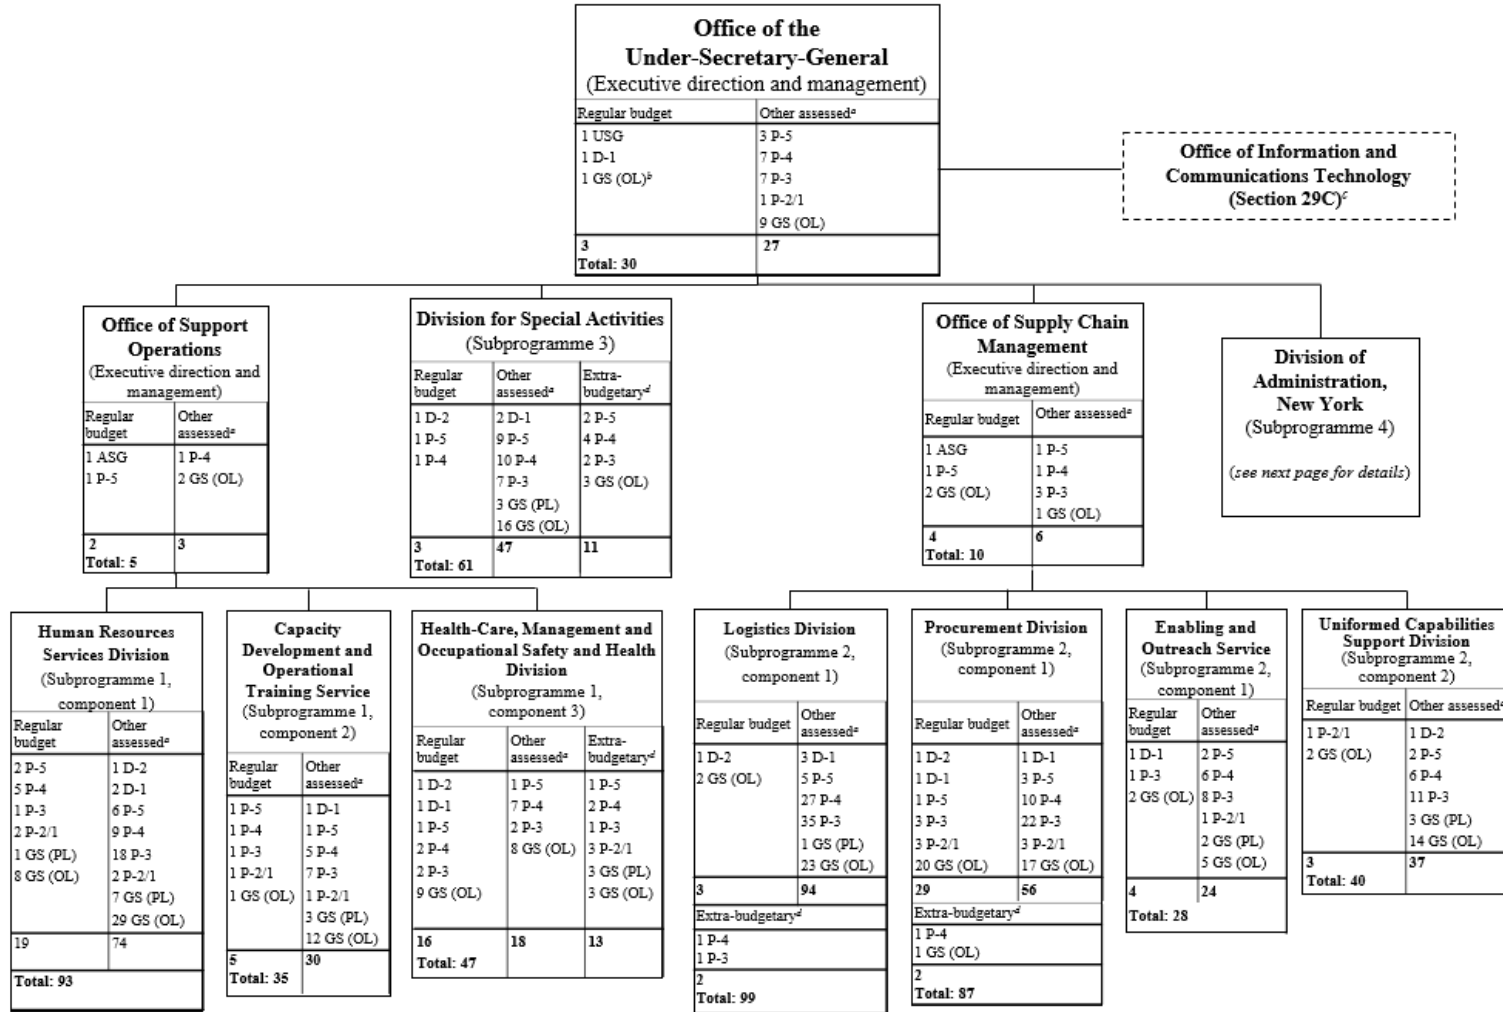 Office of the
Under-Secretary-General
(Executive direction and management)
Regular budget
1 USG
1 D-1
1 GS (OL)ᵇ
3
Total: 30
Other assessedᵃ
3 P-5
7 P-4
7 P-3
1 P-2/1
9 GS (OL)
27
Office of Information and
Communications Technology
(Section 29C)ᶜ
Office of Support
Operations
(Executive direction and
management)
Regular
budget
1 ASG
1 P-5
2
Total: 5
Other
assessedᵃ
1 P-4
2 GS (OL)
3
Division for Special Activities
(Subprogramme 3)
Regular
budget
1 D-2
1 P-5
1 P-4
3
Total: 61
Other
assessedᵃ
2 D-1
9 P-5
10 P-4
7 P-3
3 GS (PL)
16 GS (OL)
47
Extra-
budgetaryᵈ
2 P-5
4 P-4
2 P-3
3 GS (OL)
11
Office of Supply Chain
Management
(Executive direction and
management)
Regular budget
1 ASG
1 P-5
2 GS (OL)
4
Total: 10
Other assessedᵃ
1 P-5
1 P-4
3 P-3
1 GS (OL)
6
Division of
Administration,
New York
(Subprogramme 4)
(see next page for details)
Human Resources
Services Division
(Subprogramme 1,
component 1)
Regular
budget
2 P-5
5 P-4
1 P-3
2 P-2/1
1 GS (PL)
8 GS (OL)
19
Total: 93
Other
assessedᵃ
1 D-2
2 D-1
6 P-5
9 P-4
18 P-3
2 P-2/1
7 GS (PL)
29 GS (OL)
74
Capacity
Development and
Operational
Training Service
(Subprogramme 1,
component 2)
Regular
budget
1 P-5
1 P-4
1 P-3
1 P-2/1
1 GS (OL)
5
Total: 35
Other
assessedᵃ
1 D-1
1 P-5
5 P-4
7 P-3
1 P-2/1
3 GS (PL)
12 GS (OL)
30
Health-Care, Management and
Occupational Safety and Health
Division
(Subprogramme 1,
component 3)
Regular
budget
1 D-2
1 D-1
1 P-5
2 P-4
2 P-3
9 GS (OL)
16
Total: 47
Other
assessedᵃ
1 P-5
7 P-4
2 P-3
8 GS (OL)
18
Extra-
budgetaryᵈ
1 P-5
2 P-4
1 P-3
3 P-2/1
3 GS (PL)
3 GS (OL)
13
Logistics Division
(Subprogramme 2,
component 1)
Regular budget
1 D-2
2 GS (OL)
3
Other
assessedᵃ
3 D-1
5 P-5
27 P-4
35 P-3
1 GS (PL)
23 GS (OL)
94
Extra-budgetaryᵈ
1 P-4
1 P-3
2
Total: 99
Procurement Division
(Subprogramme 2,
component 1)
Regular budget
1 D-2
1 D-1
1 P-5
3 P-3
3 P-2/1
20 GS (OL)
29
Other
assessedᵃ
1 D-1
3 P-5
10 P-4
22 P-3
3 P-2/1
17 GS (OL)
56
Extra-budgetaryᵈ
1 P-4
1 GS (OL)
2
Total: 87
Enabling and
Outreach Service
(Subprogramme 2,
component 1)
Regular
budget
1 D-1
1 P-3
2 GS (OL)
4
Total: 28
Other
assessedᵃ
2 P-5
6 P-4
8 P-3
1 P-2/1
2 GS (PL)
5 GS (OL)
24
Uniformed Capabilities
Support Division
(Subprogramme 2,
component 2)
Regular budget
1 P-2/1
2 GS (OL)
3
Total: 40
Other assessedᵃ
1 D-2
2 P-5
6 P-4
11 P-3
3 GS (PL)
14 GS (OL)
37